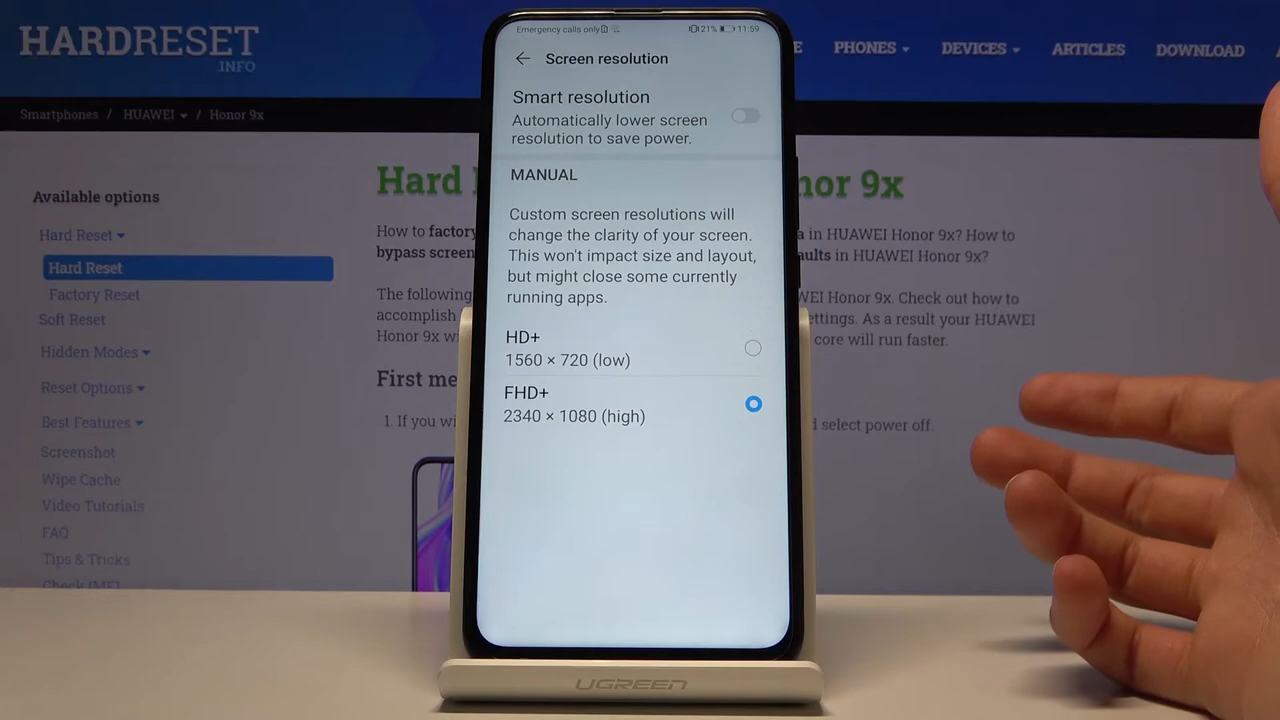 HARDRESET
.INFO
PHONES
DEVICES
ARTICLES
DOWNLOAD
Smartphones / HUAWEI / Honor 9x
Available options
Hard Reset
Hard Reset
Factory Reset
Soft Reset
Hidden Modes
Reset Options
Best Features
Screenshot
Wipe Cache
Video Tutorials
FAQ
Tips & Tricks
Check IMEI
Hard
nor 9x
How to factory
a in HUAWEI Honor 9x? How to
bypass screen
aults in HUAWEI Honor 9x?
The following
WEI Honor 9x. Check out how to
accomplish
ettings. As a result your HUAWEI
Honor 9x wi
core will run faster.
First me
1. If you wi
d select power off.
Emergency calls only
21% 11:59
Screen resolution
Smart resolution
Automatically lower screen
resolution to save power.
MANUAL
Custom screen resolutions will
change the clarity of your screen.
This won't impact size and layout,
but might close some currently
running apps.
HD+
1560 × 720 (low)
FHD+
2340 × 1080 (high)
UGREEN